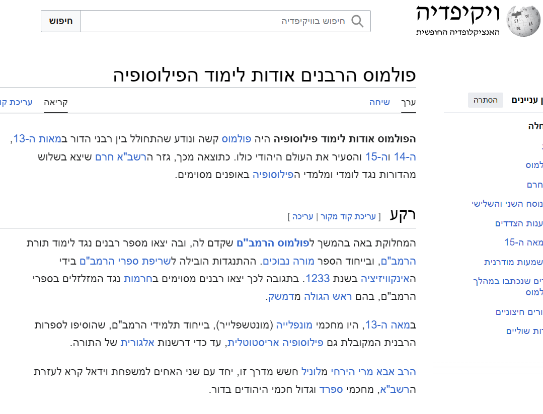 ויקיפדיה
האנציקלופדיה החופשית
חיפוש בוויקיפדיה
חיפוש
פולמוס הרבנים אודות לימוד הפילוסופיה
ערך
שיחה
קריאה
עריכת קו
הפולמוס אודות לימוד פילוסופיה היה פולמוס קשה ונודע שהתחולל בין רבני הדור במאות ה-13,
ה-14 וה-15 והסעיר את העולם היהודי כולו. כתוצאה מכך, גזר הרשב"א חרם שיצא בשלוש
מהדורות נגד לומדי ומלמדי הפילוסופיה באופנים מסוימים.
רקע
[ עריכת קוד מקור | עריכה ]
המחלוקת באה בהמשך לפולמוס הרמב"ם שקדם לה, ובה יצאו מספר רבנים נגד לימוד תורת
הרמב"ם, ובייחוד הספר מורה נבוכים. ההתנגדות הובילה לשריפת ספרי הרמב"ם בידי
האינקוויזיציה בשנת 1233. בתגובה לכך יצאו רבנים מסוימים בחרמות נגד המזלזלים בספרי
הרמב"ם, בהם ראש הגולה מדמשק.
במאה ה-13, היו מחכמי מונפלייה (מונטשפלייר), בייחוד תלמידי הרמב"ם, שהוסיפו לספרות
הרבנית המקובלת גם פילוסופיה אריסטוטלית, עד כדי דרשנות אלגורית של התורה.
הרב אבא מרי הירחי מלוניל חשש מדרך זו, יחד עם שני האחים למשפחת וידאל קרא לעזרת
הרשב"א, מחכמי ספרד וגדול חכמי היהודים בדור.
ן עניינים
הסתרה
חלה
למוס
חרם
נוסח השני והשלישי
ענות הצדדים
מאה ה-15
שמעות מודרנית
ים שנכתבו במהלך
למוס
ורים חיצוניים
ות שוליים